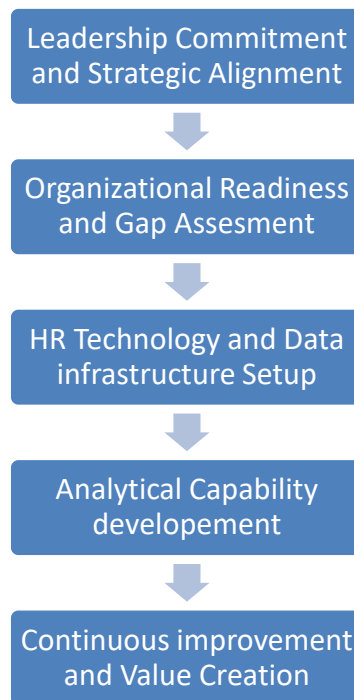 Leadership Commitment
and Strategic Alignment
Organizational Readiness
and Gap Assesment
HR Technology and Data
infrastructure Setup
Analytical Capability
developement
Continuous improvement
and Value Creation